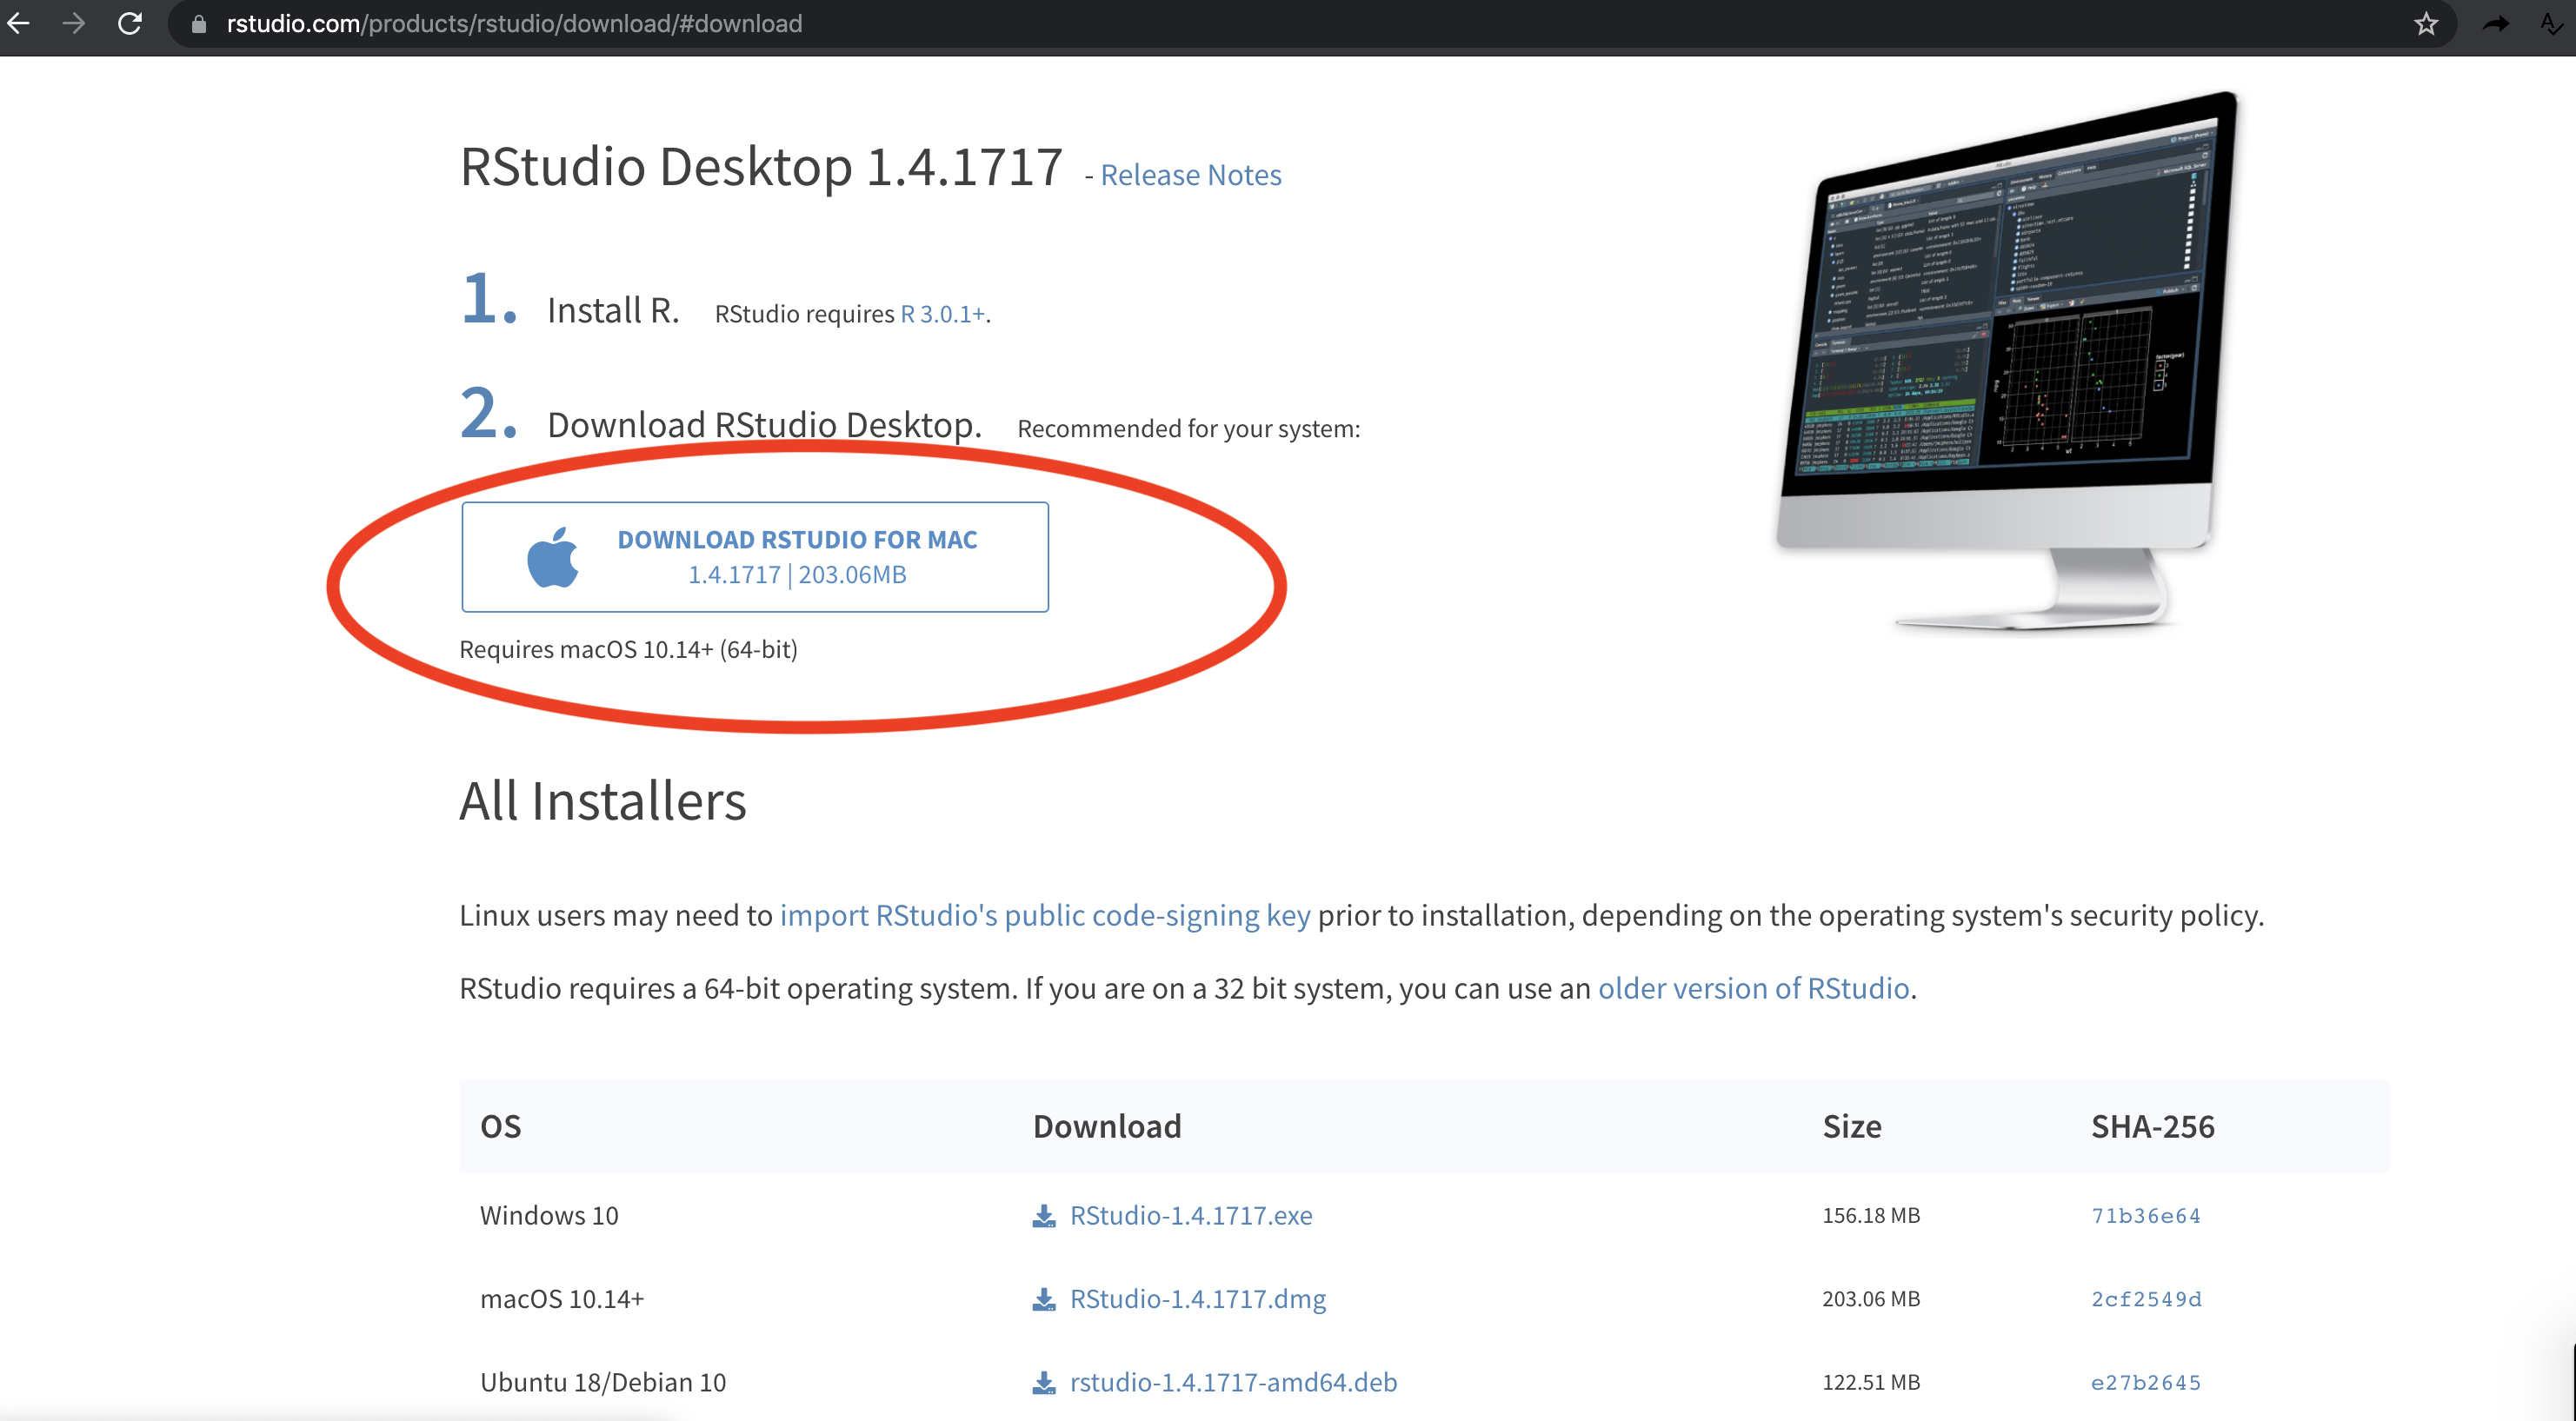 rstudio.com/products/rstudio/download/#download
RStudio Desktop 1.4.1717 - Release Notes
1. Install R. RStudio requires R 3.0.1+.
2. Download RStudio Desktop. Recommended for your system:
DOWNLOAD RSTUDIO FOR MAC
1.4.1717 | 203.06MB
Requires macOS 10.14+ (64-bit)
All Installers
Linux users may need to import RStudio's public code-signing key prior to installation, depending on the operating system's security policy.
RStudio requires a 64-bit operating system. If you are on a 32 bit system, you can use an older version of RStudio.
OS Download Size SHA-256
Windows 10 RStudio-1.4.1717.exe 156.18 MB 71b36e64
macOS 10.14+ RStudio-1.4.1717.dmg 203.06 MB 2cf2549d
Ubuntu 18/Debian 10 rstudio-1.4.1717-amd64.deb 122.51 MB e27b2645